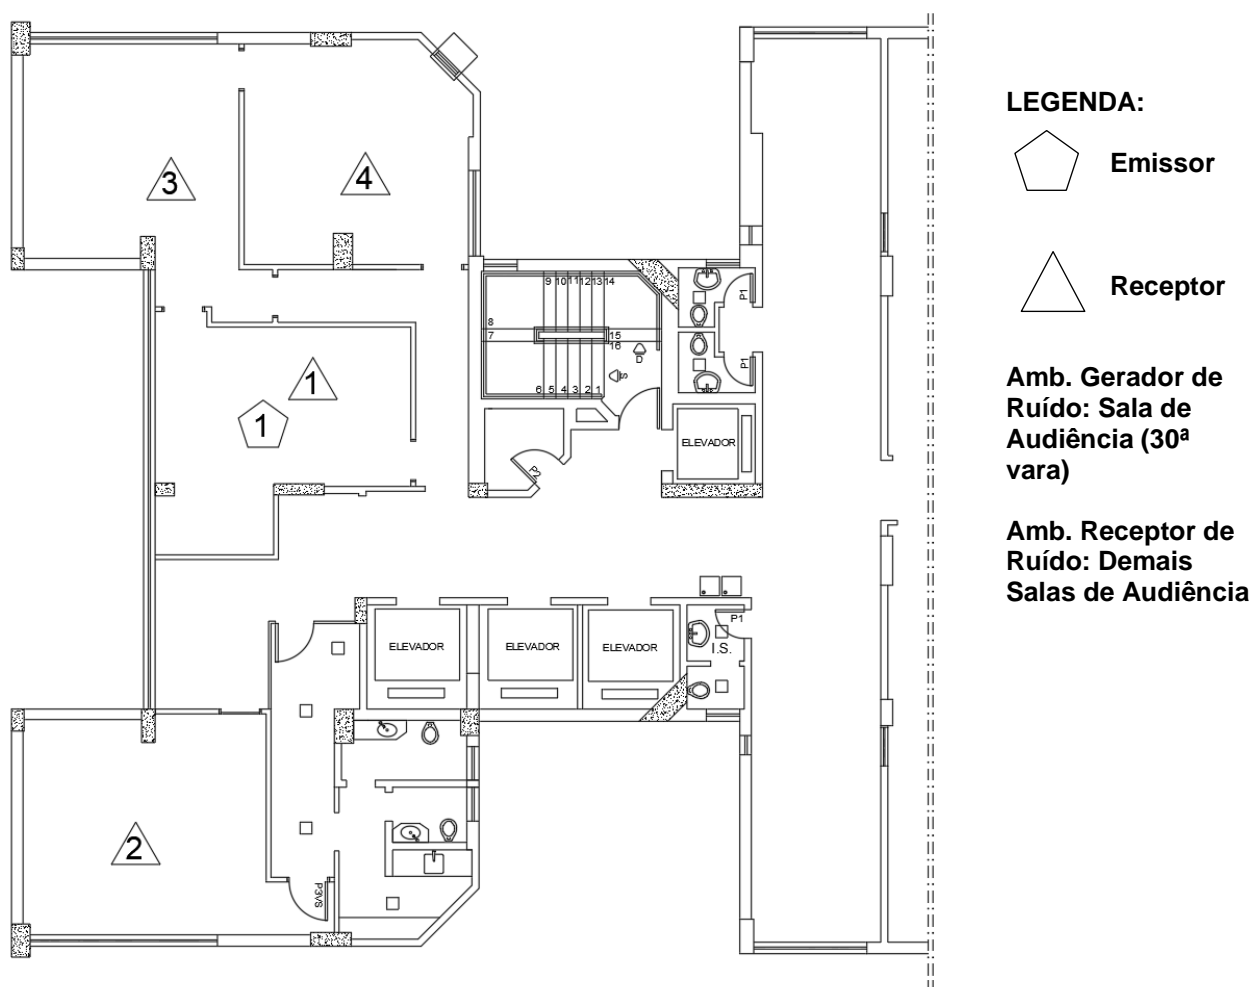 3
4
9 10 11 12 13 14
8
7
15
16
D
S
6 5 4 3 2 1
P1
P1
1
1
P2
ELEVADOR
ELEVADOR
ELEVADOR
ELEVADOR
P1
I.S.
2
P3VS
LEGENDA:
Emissor
Receptor
Amb. Gerador de
Ruído: Sala de
Audiência (30ª
vara)
Amb. Receptor de
Ruído: Demais
Salas de Audiência